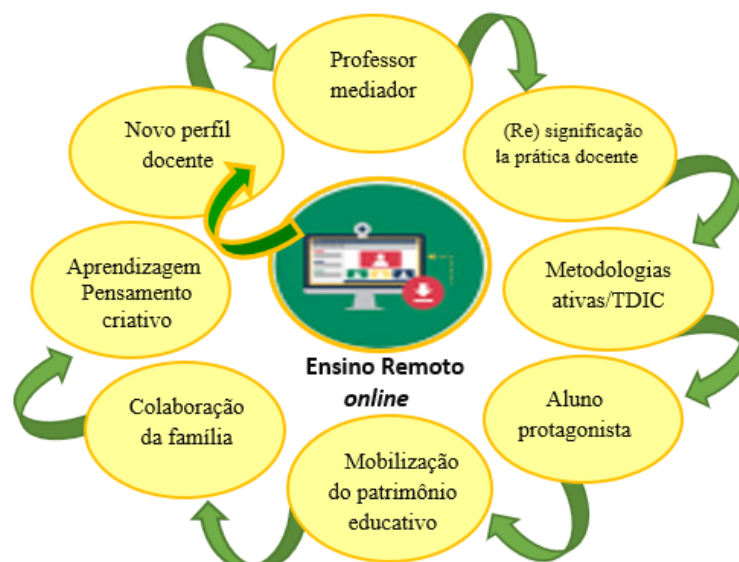 Professor
mediador
(Re) significação
la prática docente
Metodologias
ativas/TDIC
Aluno
protagonista
Mobilização
do patrimônio
educativo
Colaboração
da família
Aprendizagem
Pensamento
criativo
Novo perfil
docente
Ensino Remoto
online